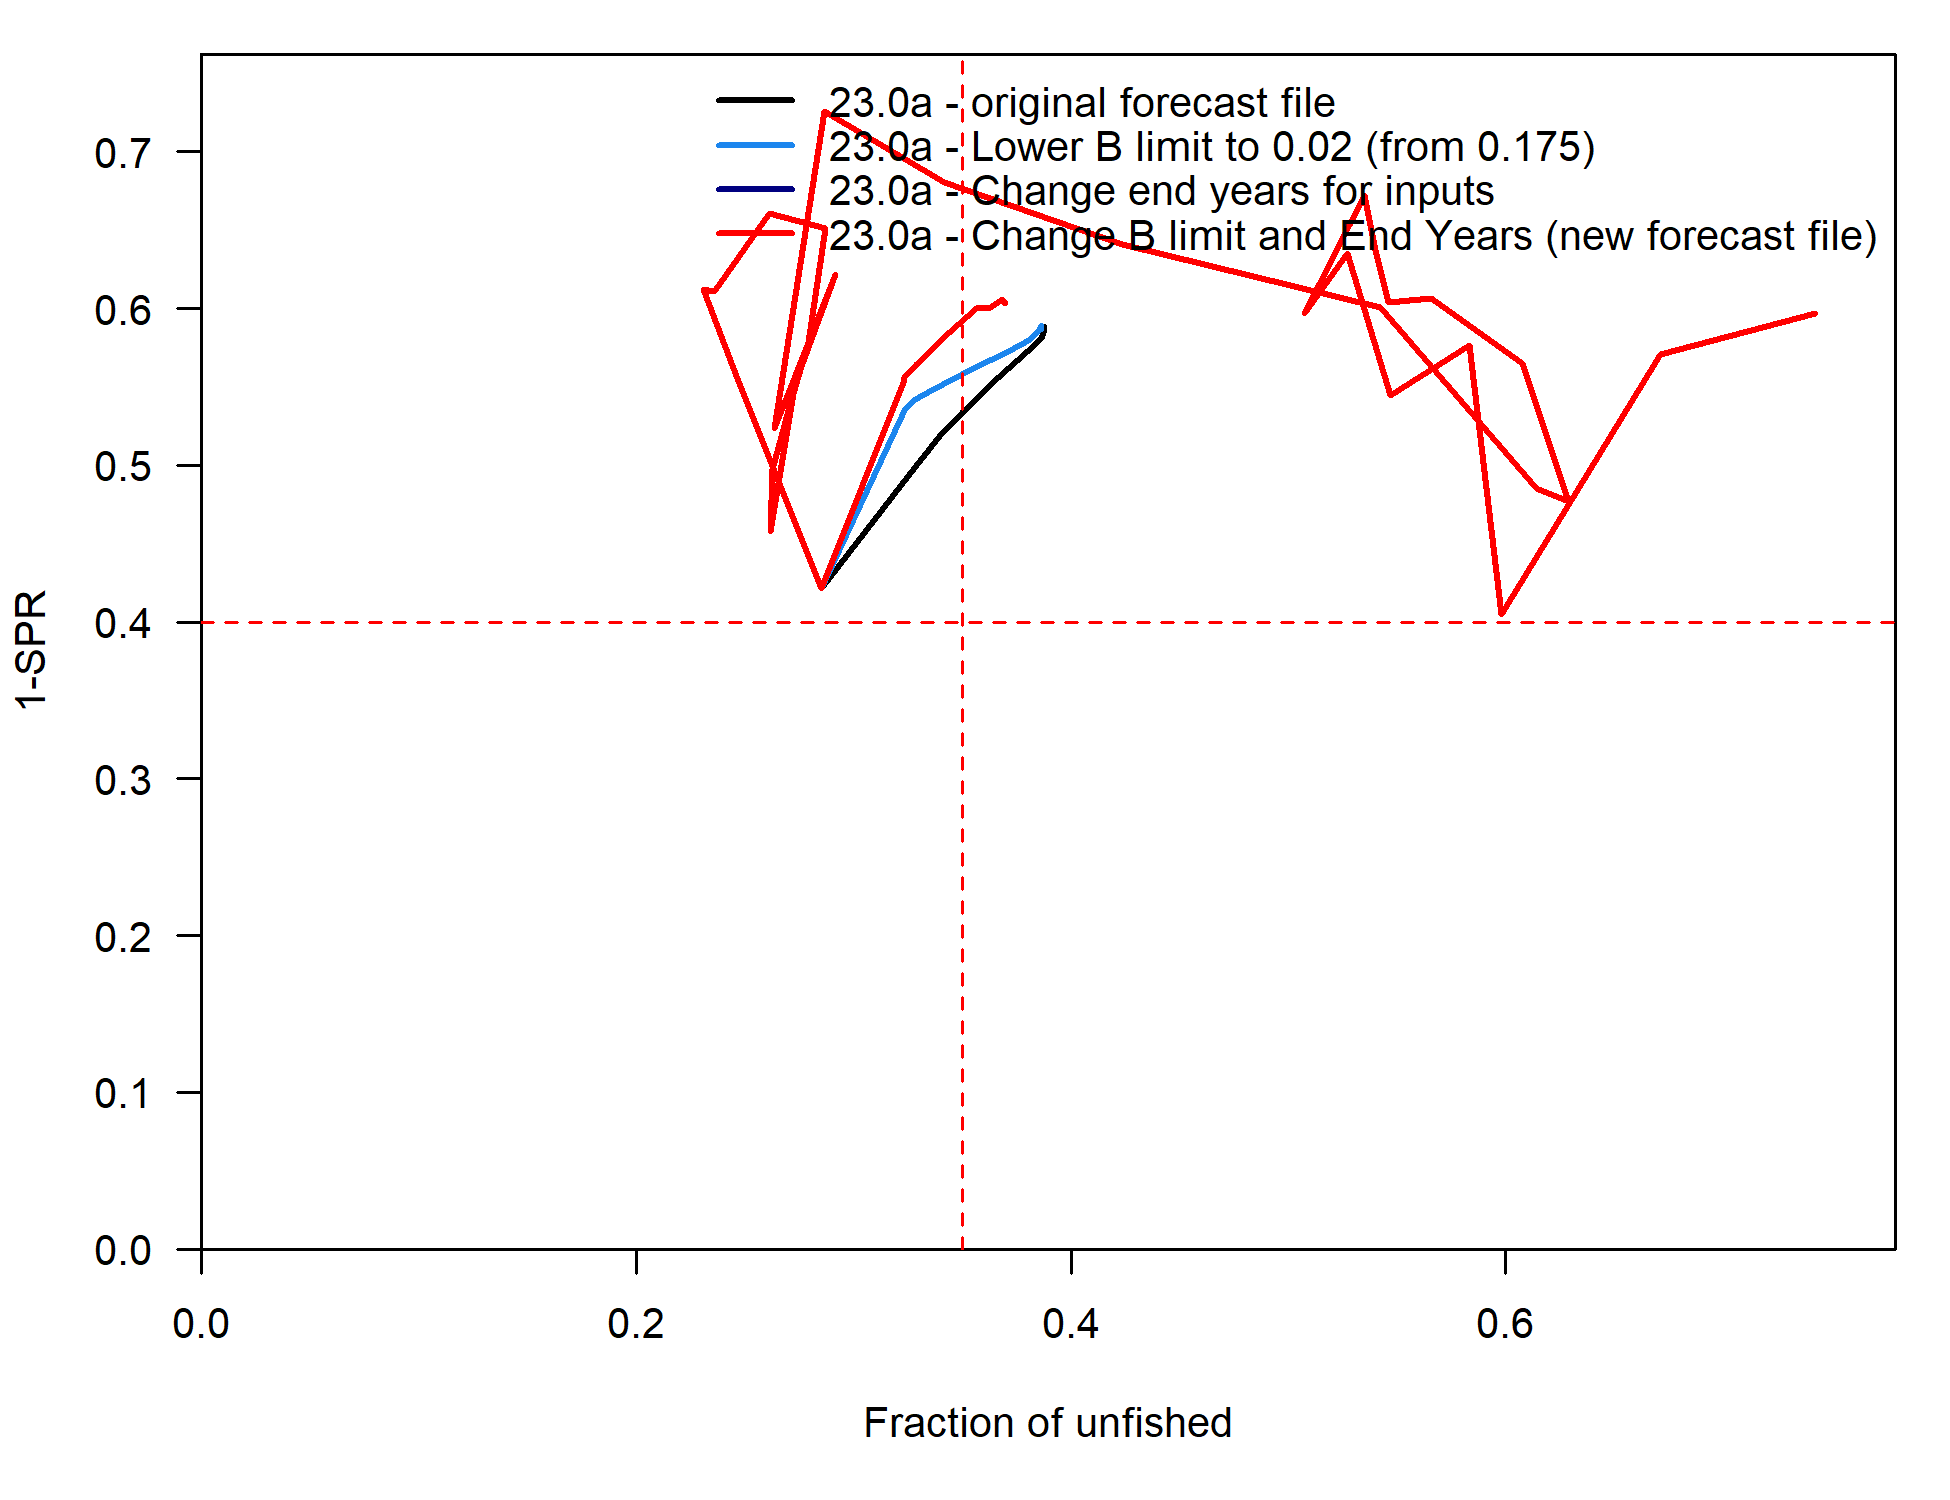 23.0a - original forecast file
23.0a - Lower B limit to 0.02 (from 0.175)
23.0a - Change end years for inputs
23.0a - Change B limit and End Years (new forecast file)
1-SPR
0.7
0.6
0.5
0.4
0.3
0.2
0.1
0.0
0.0 0.2 0.4 0.6
Fraction of unfished